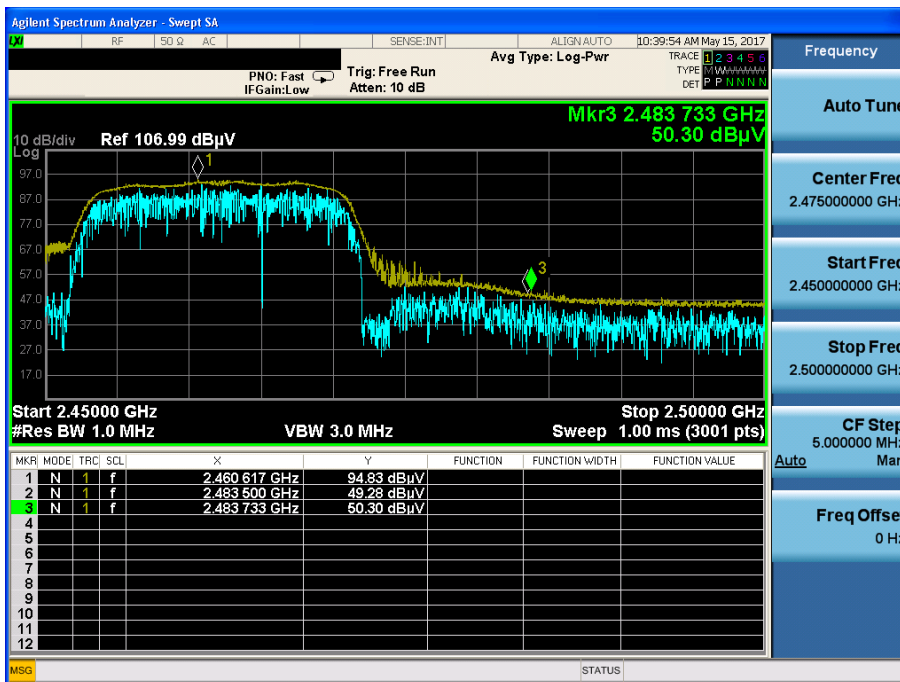 Agilent Spectrum Analyzer - Swept SA
LXI RF 50 Ω AC SENSE:INT ALIGN AUTO 10:39:54 AM May 15, 2017
PNO: Fast Trig: Free Run Avg Type: Log-Pwr TRACE 1 2 3 4 5 6
IFGain:Low Atten: 10 dB TYPE M W W W W W
DET P P N N N N
Mkr3 2.483 733 GHz
50.30 dBµV
10 dB/div Ref 106.99 dBµV
Log
97.0
87.0
77.0
67.0
57.0
47.0
37.0
27.0
17.0
1
3
Start 2.45000 GHz Stop 2.50000 GHz
#Res BW 1.0 MHz VBW 3.0 MHz Sweep 1.00 ms (3001 pts)
MKR MODE TRC SCL X Y FUNCTION FUNCTION WIDTH FUNCTION VALUE
1 N 1 f 2.460 617 GHz 94.83 dBµV
2 N 1 f 2.483 500 GHz 49.28 dBµV
3 N 1 f 2.483 733 GHz 50.30 dBµV
4
5
6
7
8
9
10
11
12
MSG STATUS
Frequency
Auto Tune
Center Freq
2.475000000 GHz
Start Freq
2.450000000 GHz
Stop Freq
2.500000000 GHz
CF Step
5.000000 MHz
Auto Man
Freq Offset
0 Hz